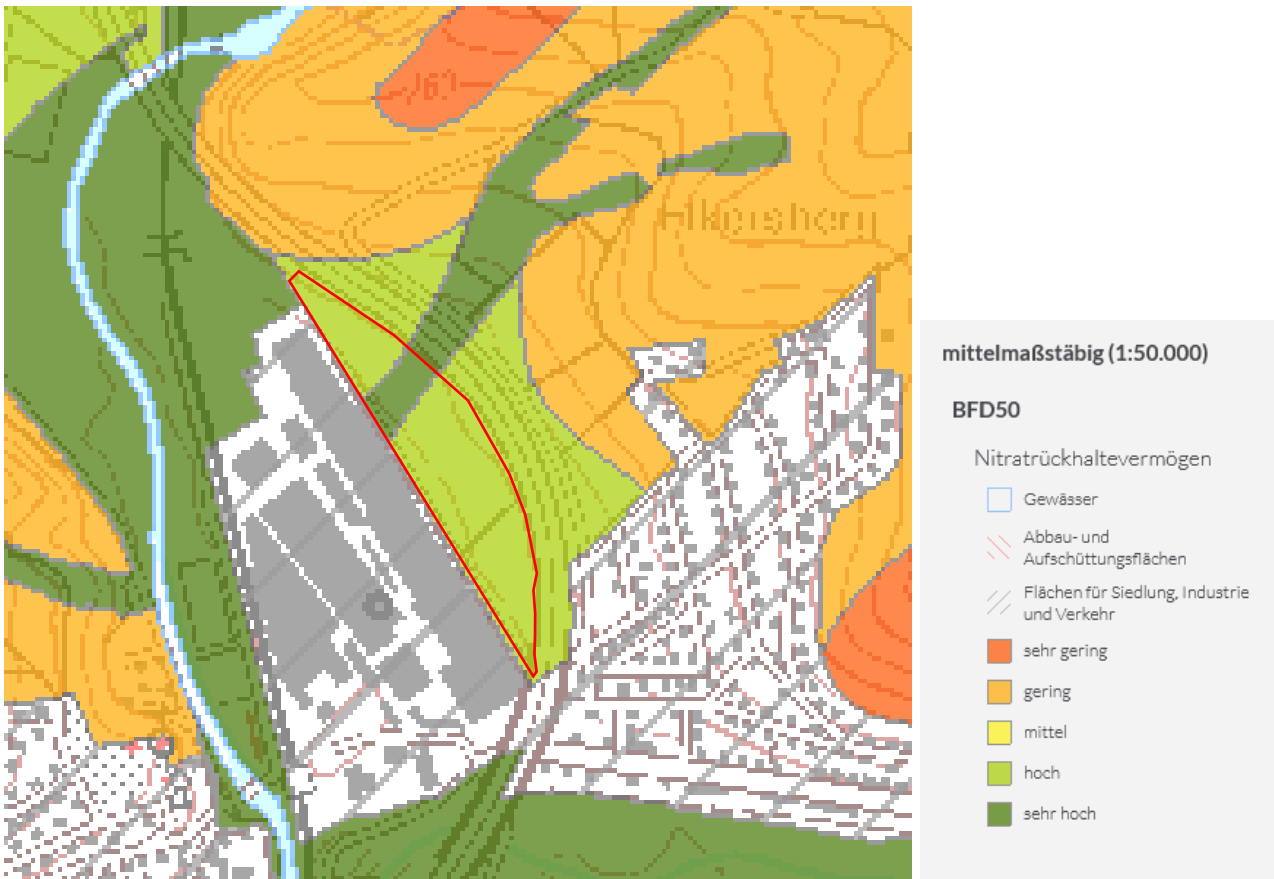 mittelmaßstäbig (1:50.000)
BFD50
Nitratrückhaltevermögen
Gewässer
Abbau- und
Aufschüttungsflächen
Flächen für Siedlung, Industrie
und Verkehr
sehr gering
gering
mittel
hoch
sehr hoch